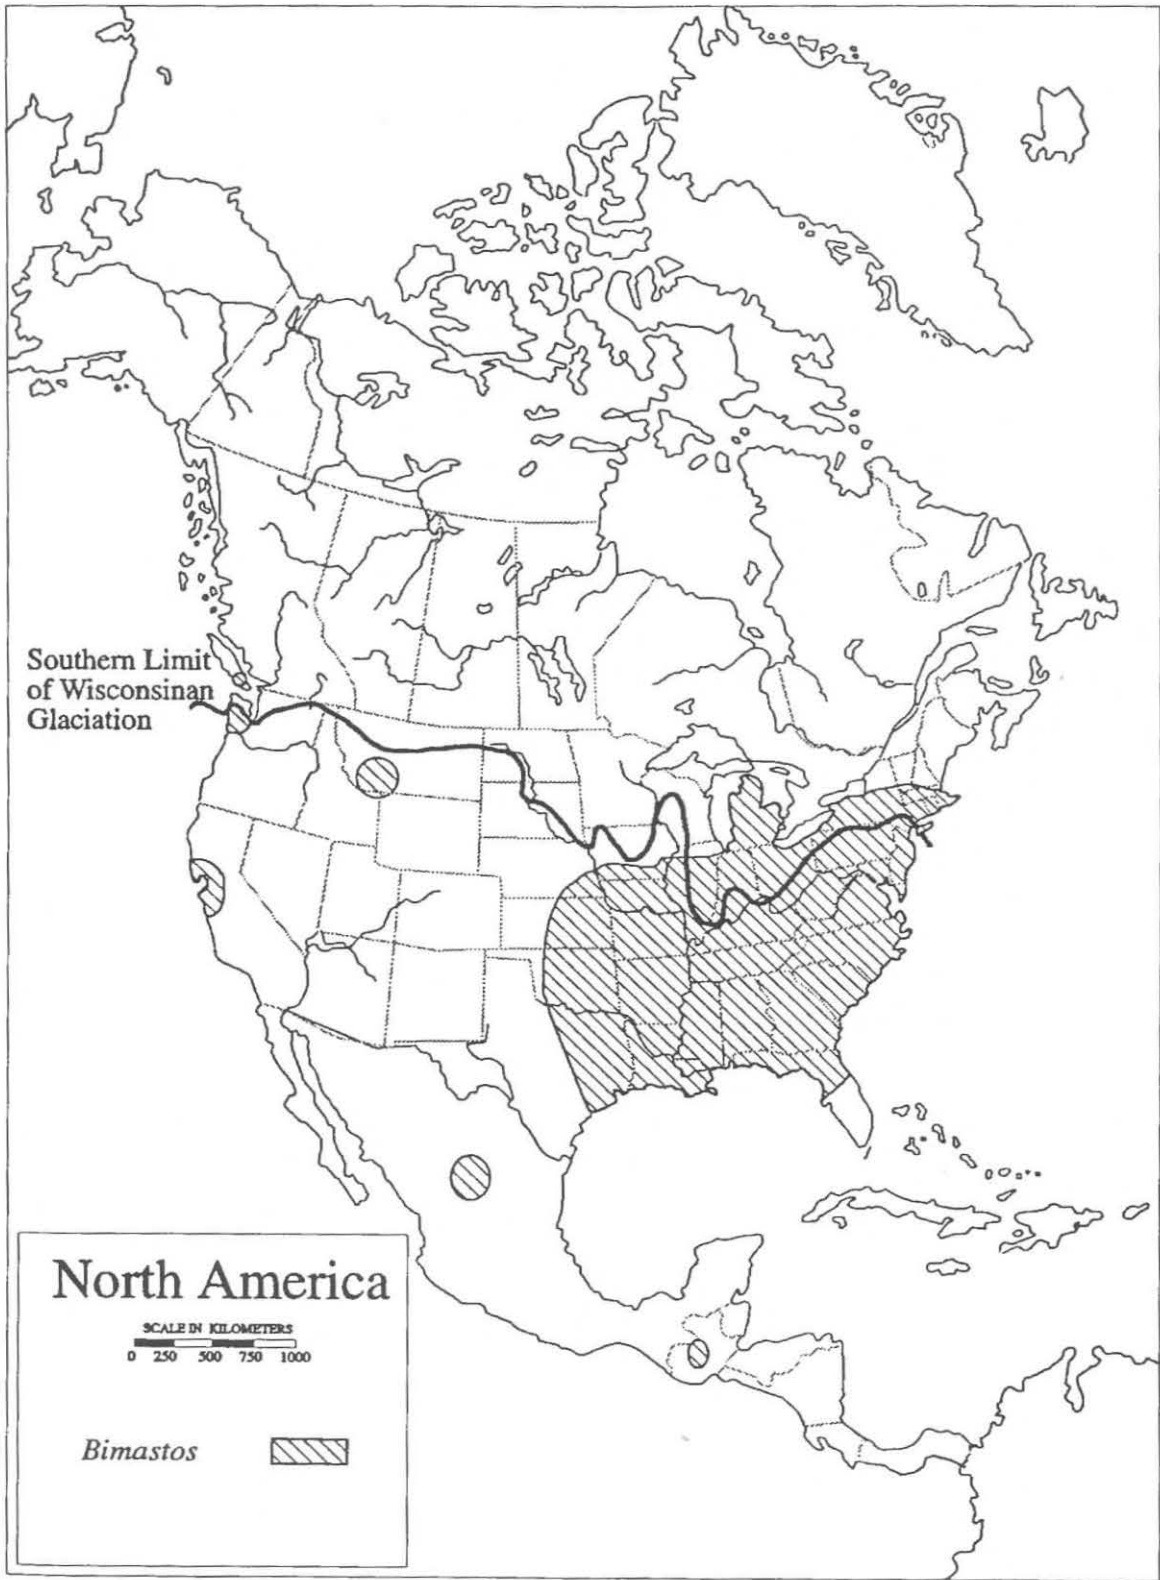 Southern Limit
of Wisconsinan
Glaciation
North America
SCALE IN KILOMETERS
0 250 500 750 1000
Bimastos